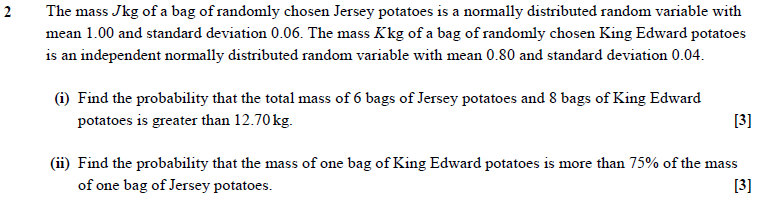 2 The mass Jkg of a bag of randomly chosen Jersey potatoes is a normally distributed random variable with
mean 1.00 and standard deviation 0.06. The mass Kkg of a bag of randomly chosen King Edward potatoes
is an independent normally distributed random variable with mean 0.80 and standard deviation 0.04.
(i) Find the probability that the total mass of 6 bags of Jersey potatoes and 8 bags of King Edward
potatoes is greater than 12.70 kg. [3]
(ii) Find the probability that the mass of one bag of King Edward potatoes is more than 75% of the mass
of one bag of Jersey potatoes. [3]